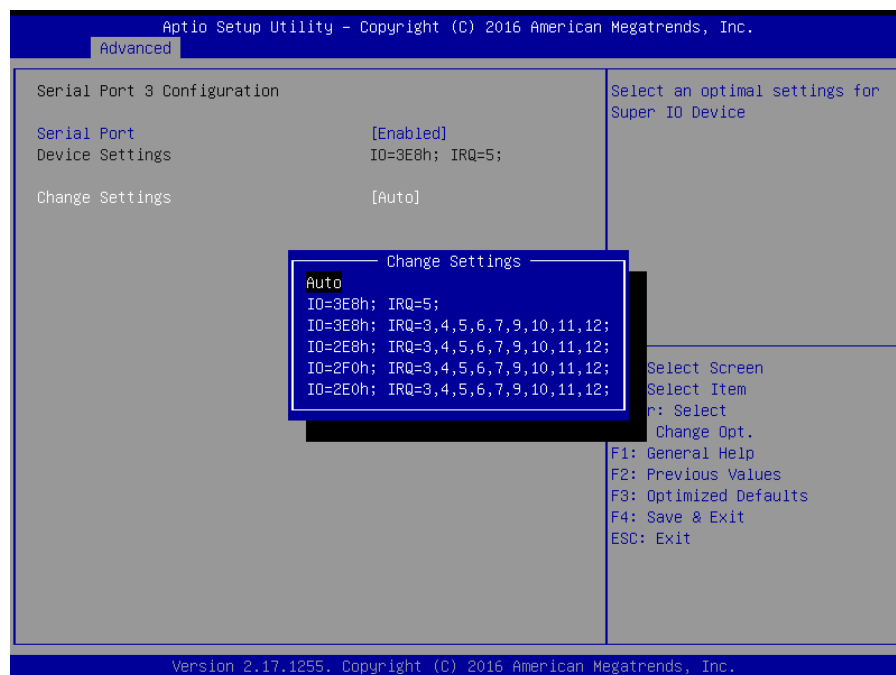 Aptio Setup Utility – Copyright (C) 2016 American Megatrends, Inc.
Advanced
Serial Port 3 Configuration
Serial Port [Enabled]
Device Settings IO=3E8h; IRQ=5;
Change Settings [Auto]
Select an optimal settings for
Super IO Device
Change Settings
Auto
IO=3E8h; IRQ=5;
IO=3E8h; IRQ=3,4,5,6,7,9,10,11,12;
IO=2E8h; IRQ=3,4,5,6,7,9,10,11,12;
IO=2F0h; IRQ=3,4,5,6,7,9,10,11,12;
IO=2E0h; IRQ=3,4,5,6,7,9,10,11,12;
Select Screen
Select Item
r: Select
Change Opt.
F1: General Help
F2: Previous Values
F3: Optimized Defaults
F4: Save & Exit
ESC: Exit
Version 2.17.1255. Copyright (C) 2016 American Megatrends, Inc.